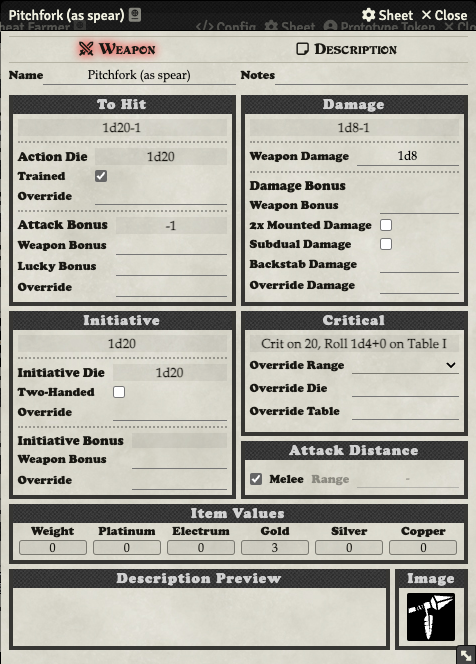 Pitchfork (as spear) Sheet Close
Weapon Description
Name Pitchfork (as spear) Notes
To Hit
1d20-1
Action Die 1d20
Trained
Override
Attack Bonus -1
Weapon Bonus
Lucky Bonus
Override
Damage
1d8-1
Weapon Damage 1d8
Damage Bonus
Weapon Bonus
2x Mounted Damage
Subdual Damage
Backstab Damage
Override Damage
Initiative
1d20
Initiative Die 1d20
Two-Handed
Override
Initiative Bonus
Weapon Bonus
Override
Critical
Crit on 20, Roll 1d4+0 on Table I
Override Range
Override Die
Override Table
Attack Distance
Melee Range -
Item Values
Weight Platinum Electrum Gold Silver Copper
0 0 0 3 0 0
Description Preview
Image